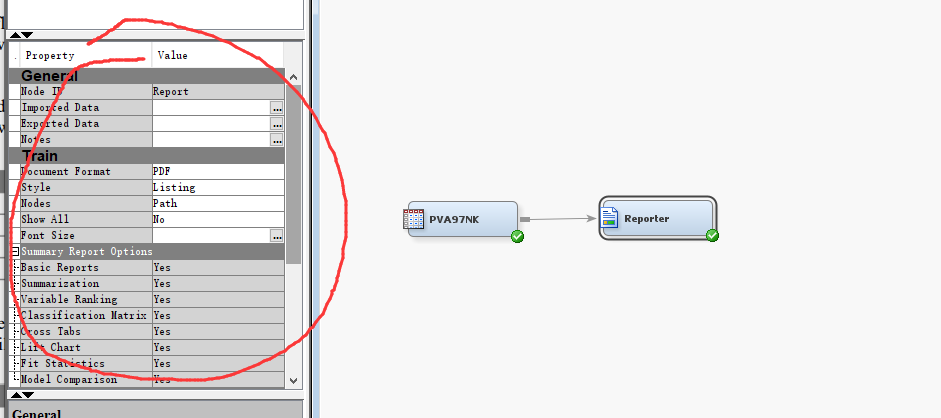 . Property Value
General
Node ID Report
Imported Data ...
Exported Data ...
Notes ...
Train
Document Format PDF
Style Listing
Nodes Path
Show All No
Font Size ...
Summary Report Options
Basic Reports Yes
Summarization Yes
Variable Ranking Yes
Classification Matrix Yes
Cross Tabs Yes
Lift Chart Yes
Fit Statistics Yes
Model Comparison Yes
General
PVA97NK
Reporter